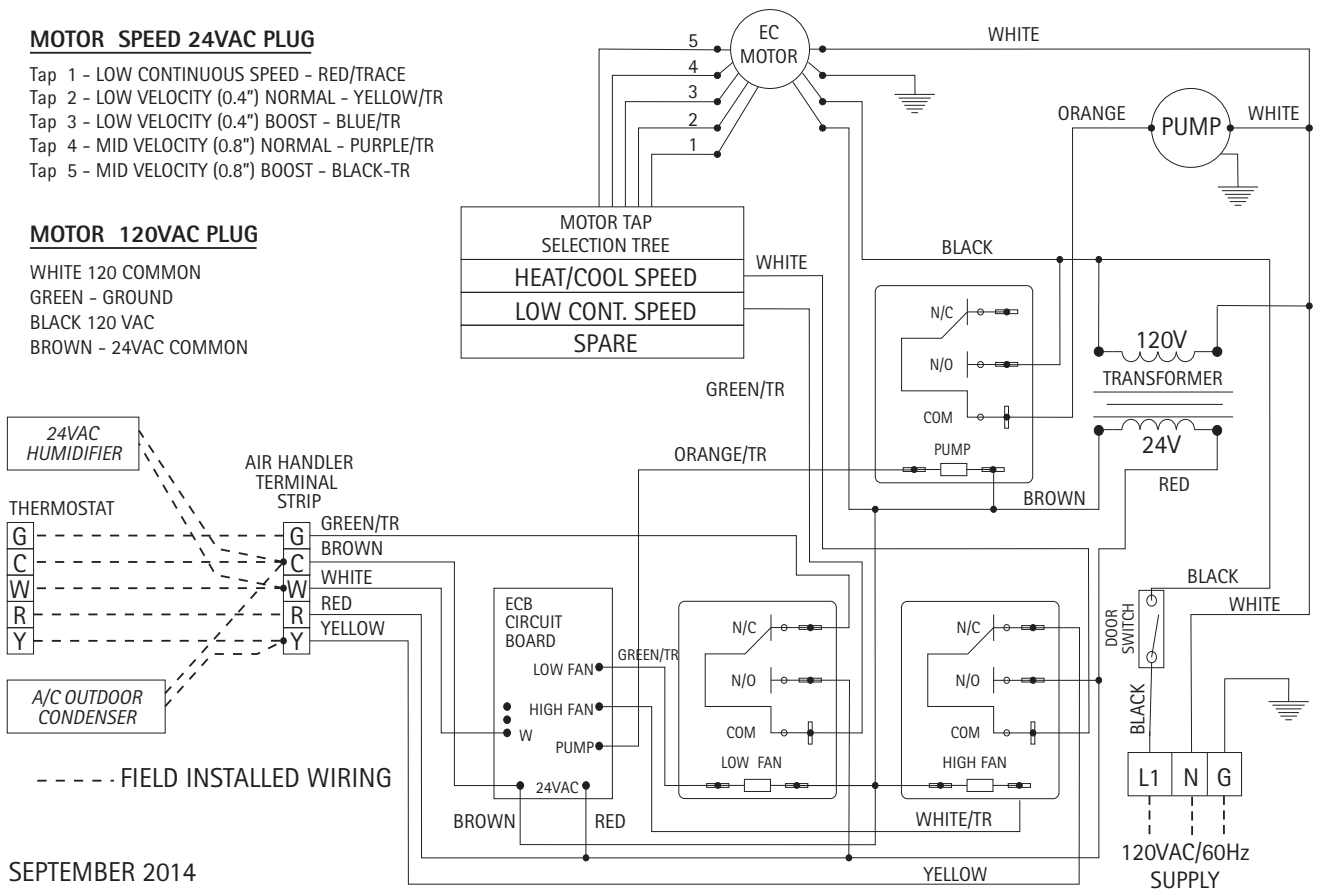 MOTOR SPEED 24VAC PLUG
Tap 1 - LOW CONTINUOUS SPEED - RED/TRACE
Tap 2 - LOW VELOCITY (0.4") NORMAL - YELLOW/TR
Tap 3 - LOW VELOCITY (0.4") BOOST - BLUE/TR
Tap 4 - MID VELOCITY (0.8") NORMAL - PURPLE/TR
Tap 5 - MID VELOCITY (0.8") BOOST - BLACK-TR
MOTOR 120VAC PLUG
WHITE 120 COMMON
GREEN - GROUND
BLACK 120 VAC
BROWN - 24VAC COMMON
5
4
3
2
1
EC
MOTOR
WHITE
ORANGE
PUMP
WHITE
MOTOR TAP
SELECTION TREE
HEAT/COOL SPEED
LOW CONT. SPEED
SPARE
WHITE
GREEN/TR
BLACK
N/C
N/O
COM
PUMP
120V
TRANSFORMER
24V
ORANGE/TR
BROWN
RED
24VAC
HUMIDIFIER
THERMOSTAT
G
C
W
R
Y
AIR HANDLER
TERMINAL
STRIP
G
C
W
R
Y
GREEN/TR
BROWN
WHITE
RED
YELLOW
A/C OUTDOOR
CONDENSER
ECB
CIRCUIT
BOARD
LOW FAN
HIGH FAN
W
PUMP
24VAC
GREEN/TR
BROWN
RED
N/C
N/O
COM
LOW FAN
N/C
N/O
COM
HIGH FAN
WHITE/TR
YELLOW
BLACK
WHITE
DOOR
SWITCH
BLACK
L1
N
G
120VAC/60Hz
SUPPLY
- - - - - FIELD INSTALLED WIRING
SEPTEMBER 2014